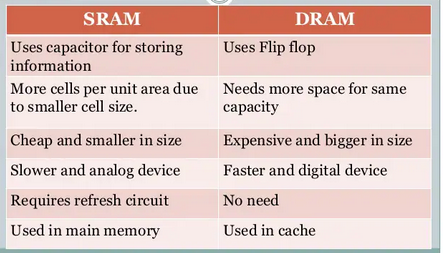 SRAM DRAM
Uses capacitor for storing Uses Flip flop
information
More cells per unit area due Needs more space for same
to smaller cell size. capacity
Cheap and smaller in size Expensive and bigger in size
Slower and analog device Faster and digital device
Requires refresh circuit No need
Used in main memory Used in cache